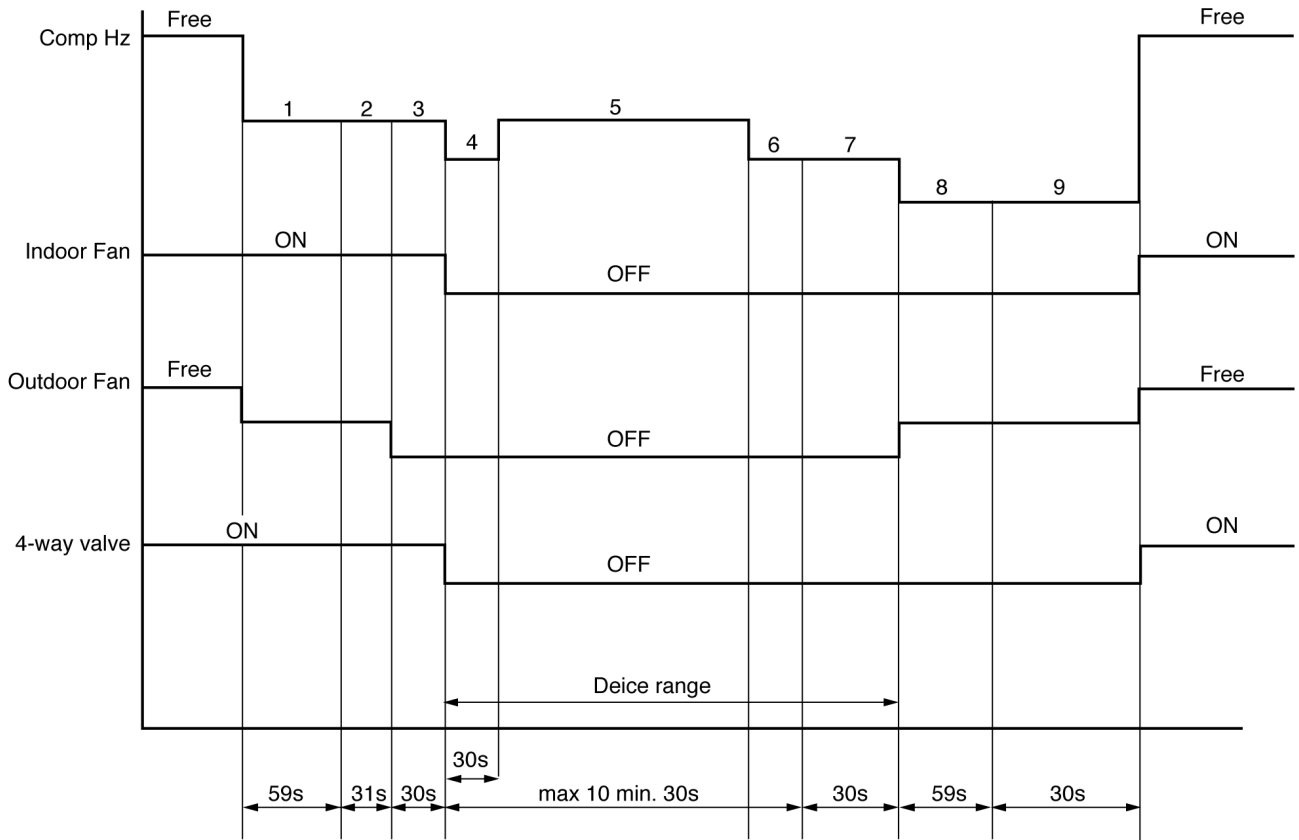 Free
Free
Comp Hz
1
2
3
4
5
6
7
8
9
ON
ON
Indoor Fan
OFF
Free
Free
Outdoor Fan
OFF
ON
ON
4-way valve
OFF
Deice range
30s
59s
31s
30s
max 10 min. 30s
30s
59s
30s